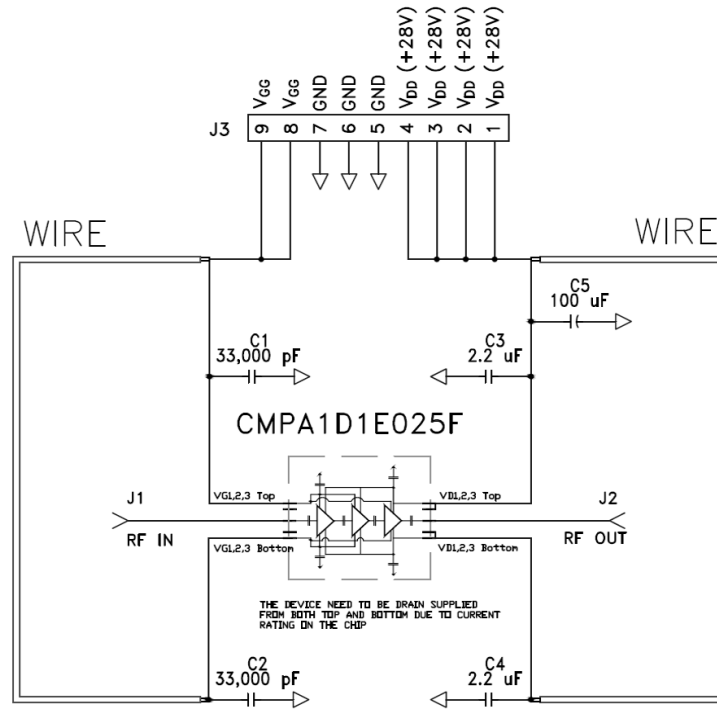 VGG
VGG
GND
GND
GND
VDD (+28V)
VDD (+28V)
VDD (+28V)
VDD (+28V)
J3
9
8
7
6
5
4
3
2
1
WIRE
WIRE
C5
100 uF
C1
33,000 pF
C3
2.2 uF
CMPA1D1E025F
VG1,2,3 Top
VD1,2,3 Top
J1
J2
RF IN
RF OUT
VG1,2,3 Bottom
VD1,2,3 Bottom
THE DEVICE NEED TO BE DRAIN SUPPLIED
FROM BOTH TOP AND BOTTOM DUE TO CURRENT
RATING ON THE CHIP
C2
33,000 pF
C4
2.2 uF